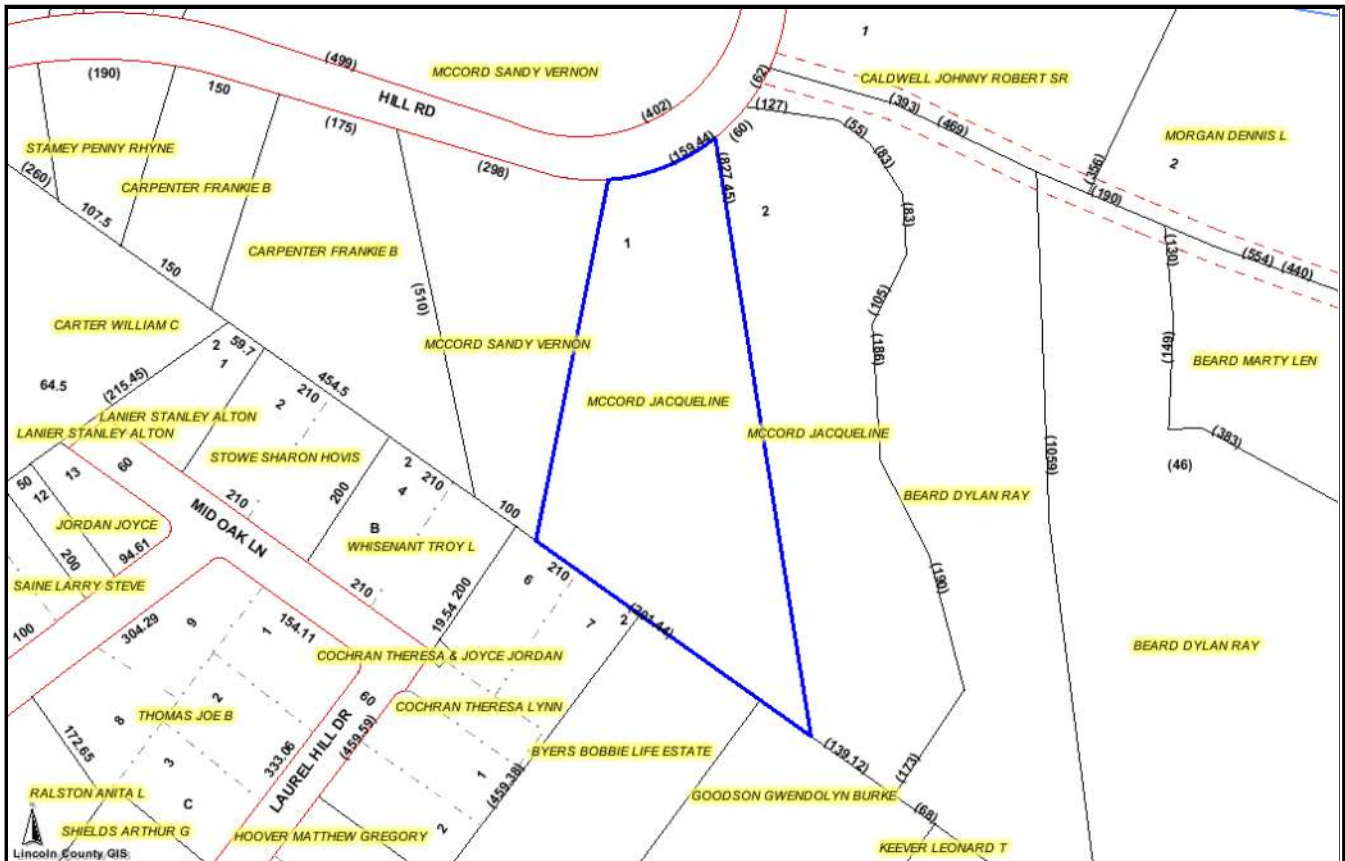 1
(499)
MCCORD SANDY VERNON
(62)
CALDWELL JOHNNY ROBERT SR
(190)
150
HILL RD
(402)
(127)
(393)
(469)
MORGAN DENNIS L
2
(175)
(60)
(55)
STAMEY PENNY RHYNE
(159.44)
(83)
(260)
CARPENTER FRANKIE B
(298)
(827.45)
(356)
(190)
107.5
2
(83)
1
CARPENTER FRANKIE B
(130)
(554)
(440)
150
(510)
(105)
CARTER WILLIAM C
2
59.7
MCCORD SANDY VERNON
(186)
(149)
BEARD MARTY LEN
1
64.5
(215.45)
454.5
210
2
MCCORD JACQUELINE
LANIER STANLEY ALTON
LANIER STANLEY ALTON
MCCORD JACQUELINE
(383)
STOWE SHARON HOVIS
2
(1059)
(46)
60
13
50
12
210
4
210
200
BEARD DYLAN RAY
MID OAK LN
100
JORDAN JOYCE
B
WHISENANT TROY L
94.61
200
210
6
(190)
SAINE LARRY STEVE
210
200
19.54
7
2
100
304.29
9
1
154.11
BEARD DYLAN RAY
COCHRAN THERESA & JOYCE JORDAN
60
COCHRAN THERESA LYNN
2
THOMAS JOE B
8
LAUREL HILL DR
(459.59)
172.65
BYERS BOBBIE LIFE ESTATE
(139.12)
3
333.06
1
(459.38)
(173)
RALSTON ANITA L
C
GOODSON GWENDOLYN BURKE
(68)
SHIELDS ARTHUR G
HOOVER MATTHEW GREGORY
2
KEEVER LEONARD T
Lincoln County GIS